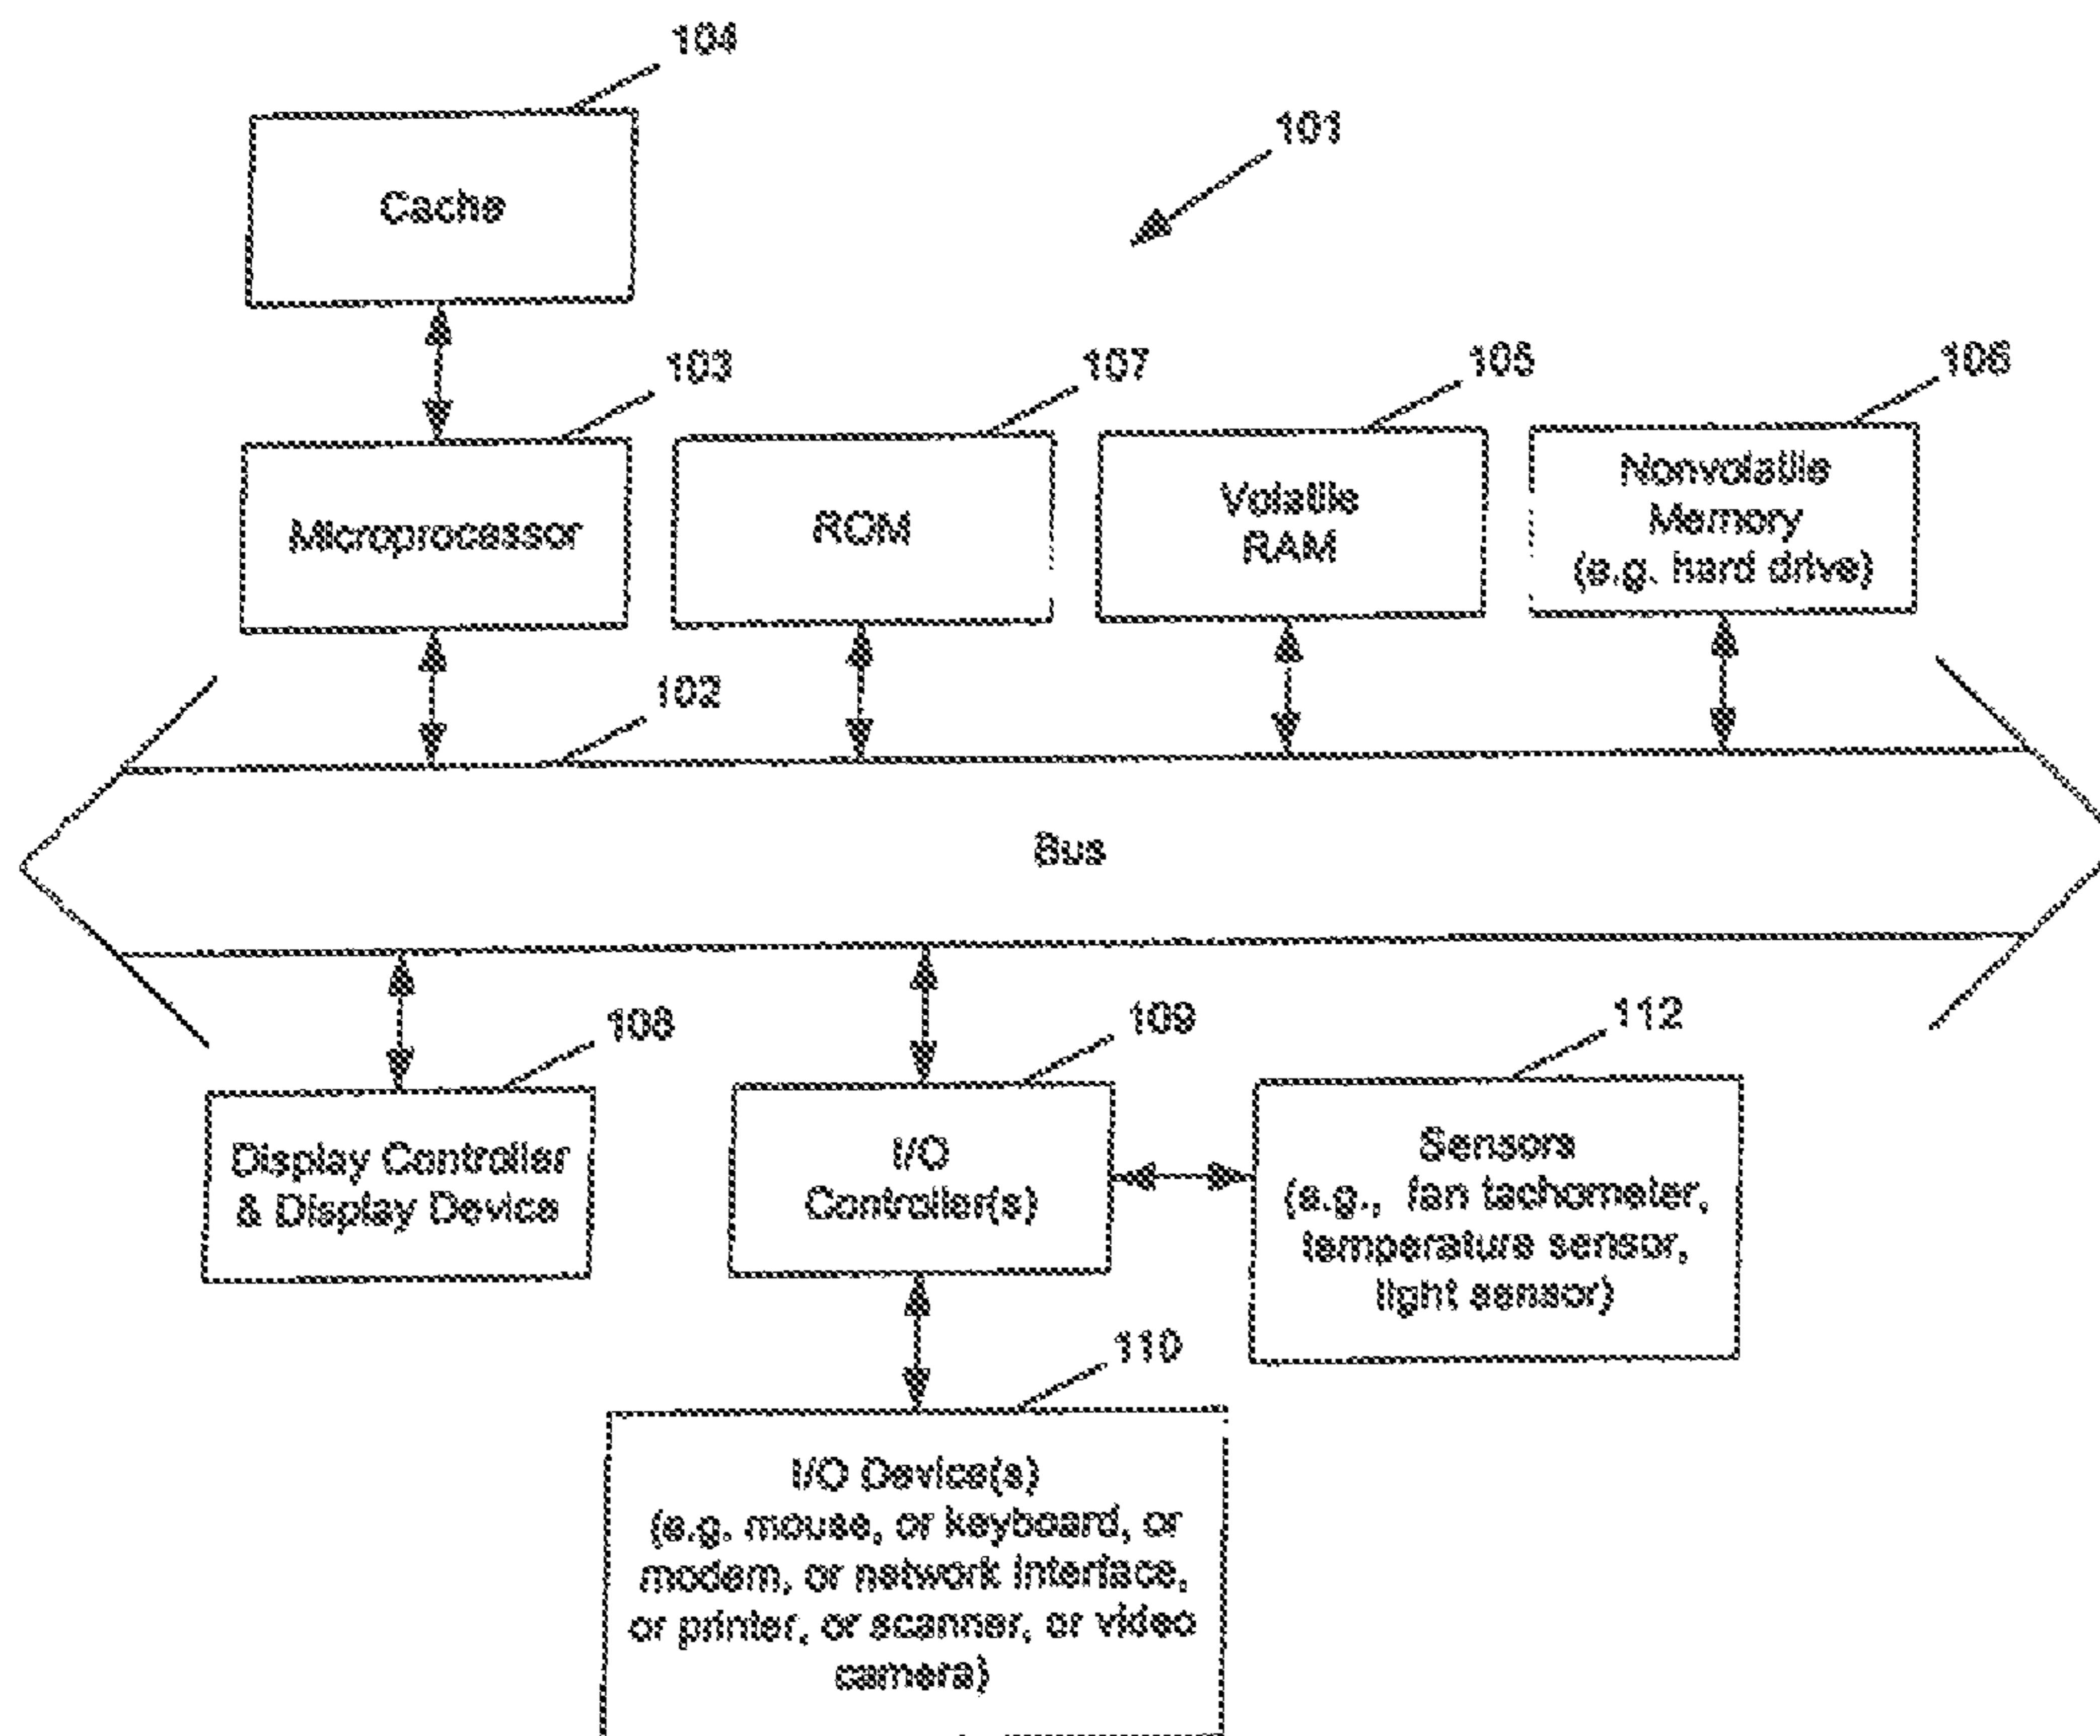 104
101
Cache
103
107
105
106
Microprocessor
ROM
Volatile
RAM
Nonvolatile
Memory
(e.g. hard drive)
102
Bus
108
109
112
Display Controller
& Display Device
I/O
Controller(s)
Sensors
(e.g., fan tachometer,
temperature sensor,
light sensor)
110
I/O Device(s)
(e.g. mouse, or keyboard, or
modem, or network interface,
or printer, or scanner, or video
camera)